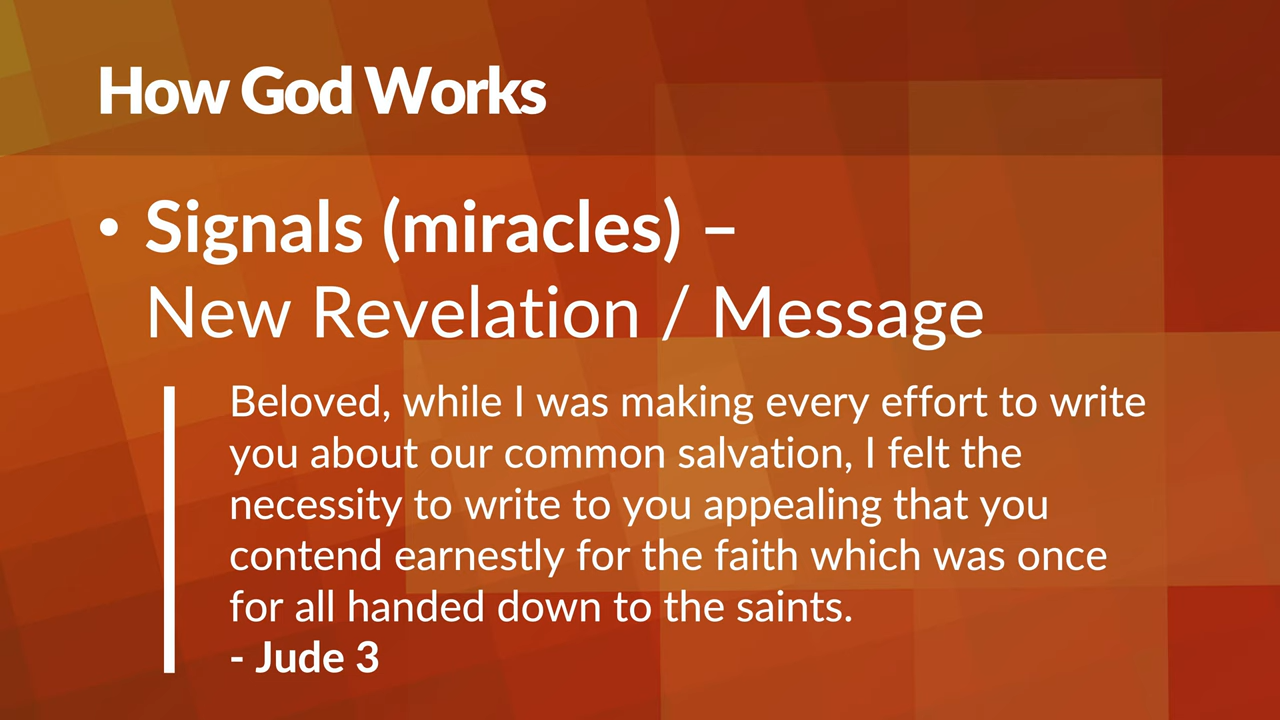 How God Works
• Signals (miracles) –
New Revelation / Message
Beloved, while I was making every effort to write
you about our common salvation, I felt the
necessity to write to you appealing that you
contend earnestly for the faith which was once
for all handed down to the saints.
- Jude 3